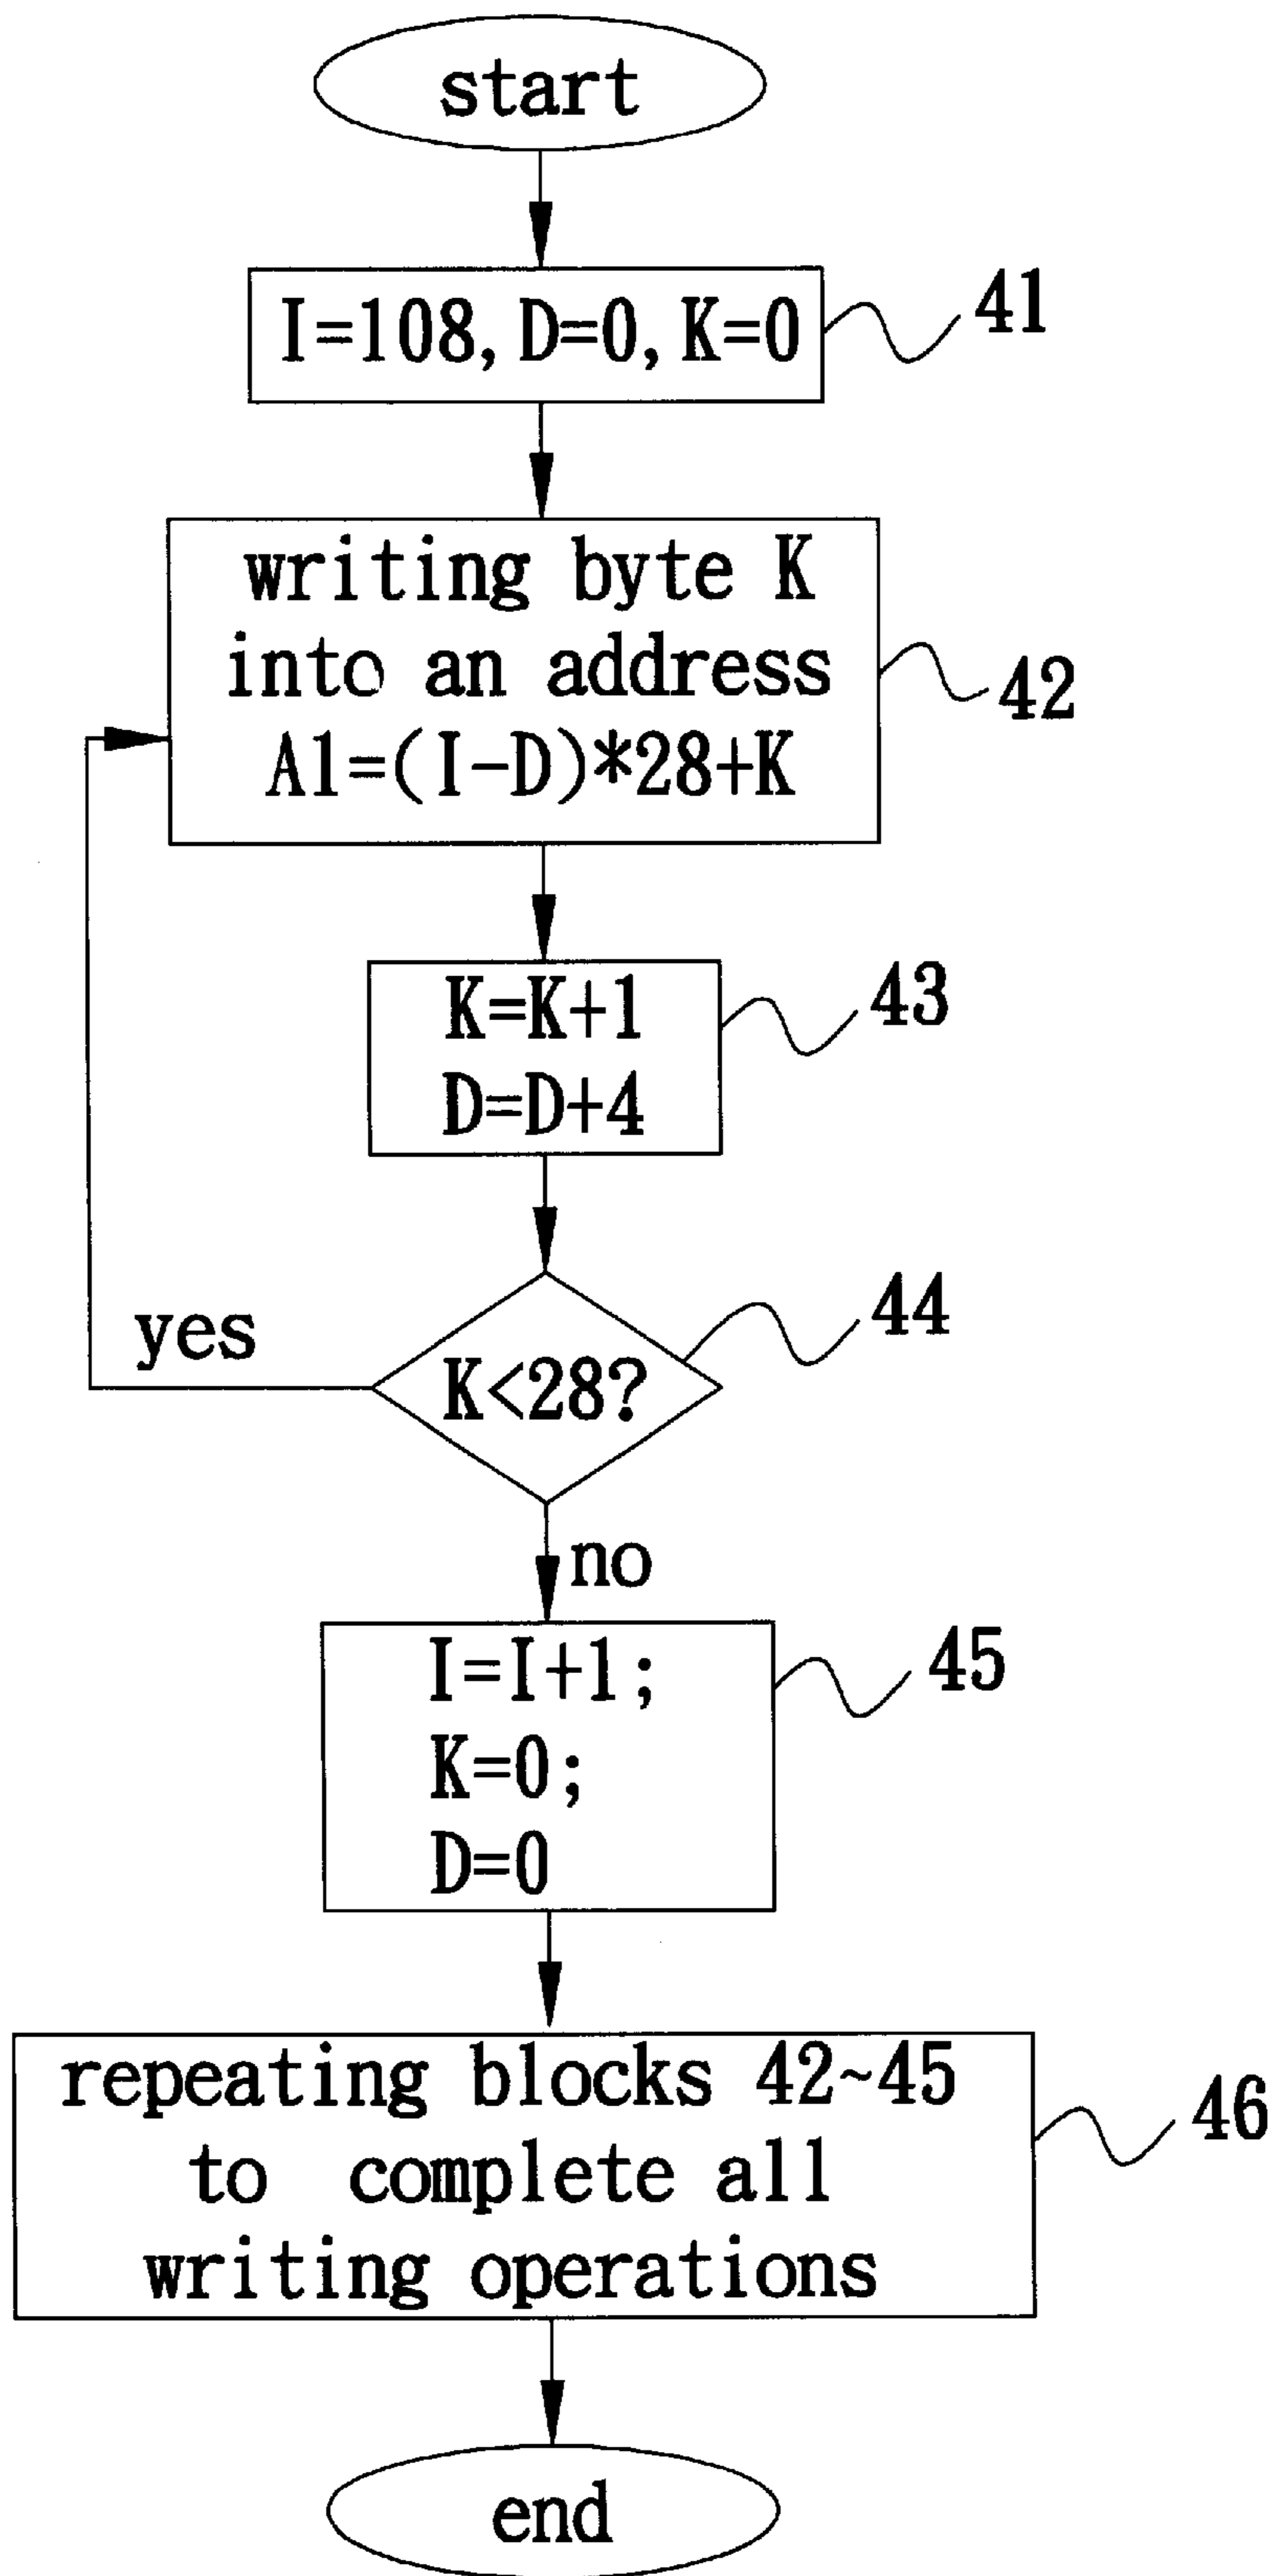 start
I=108, D=0, K=0
41
writing byte K
into an address
A1=(I-D)*28+K
42
K=K+1
D=D+4
43
yes
K<28?
44
no
I=I+1;
K=0;
D=0
45
repeating blocks 42~45
to complete all
writing operations
46
end